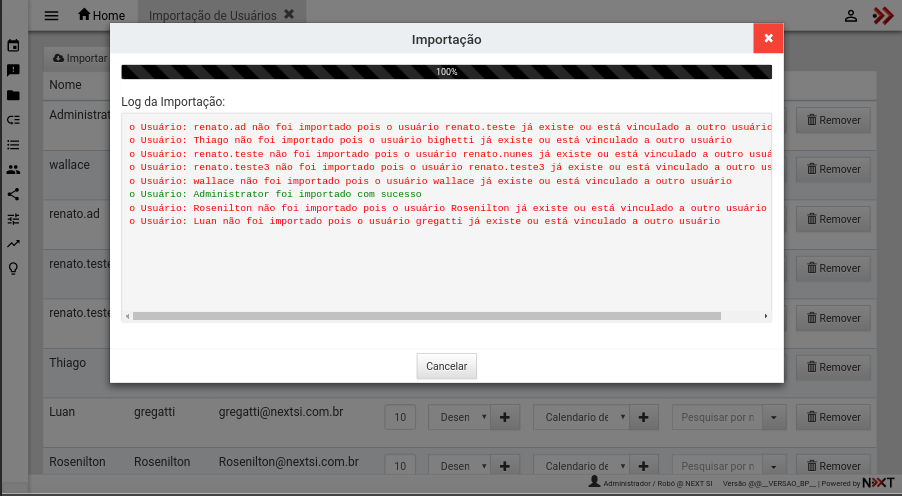 Home
Importação de Usuários
Importação
100%
Importar
Log da Importação:
Nome
o Usuário: renato.ad não foi importado pois o usuário renato.teste já existe ou está vinculado a outro usuário
o Usuário: Thiago não foi importado pois o usuário bighetti já existe ou está vinculado a outro usuário
o Usuário: renato.teste não foi importado pois o usuário renato.nunes já existe ou está vinculado a outro usuá
o Usuário: renato.teste3 não foi importado pois o usuário renato.teste3 já existe ou está vinculado a outro us
o Usuário: wallace não foi importado pois o usuário wallace já existe ou está vinculado a outro usuário
o Usuário: Administrator foi importado com sucesso
o Usuário: Rosenilton não foi importado pois o usuário Rosenilton já existe ou está vinculado a outro usuário
o Usuário: Luan não foi importado pois o usuário gregatti já existe ou está vinculado a outro usuário
Cancelar
Administrat Remover
wallace Remover
renato.ad Remover
renato.teste Remover
renato.teste Remover
Thiago Remover
Luan gregatti gregatti@nextsi.com.br 10 Desen Calendario de Pesquisar por n Remover
Rosenilton Rosenilton Rosenilton@nextsi.com.br 10 Desen Calendario de Pesquisar por n Remover
Administrador / Robô @ NEXT SI Versão @@__VERSAO_BP__ | Powered by NEXT